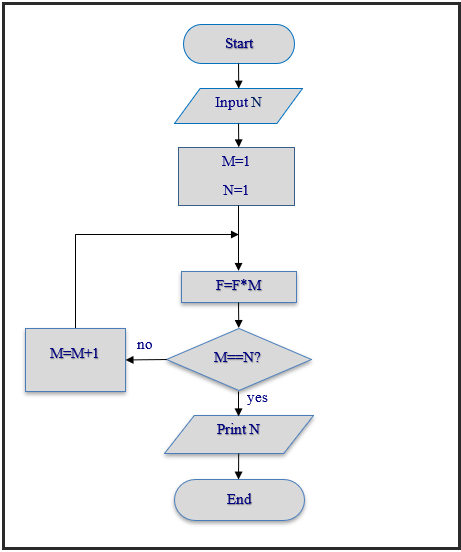 Start
Input N
M=1
N=1
F=F*M
M=M+1
no
M==N?
yes
Print N
End